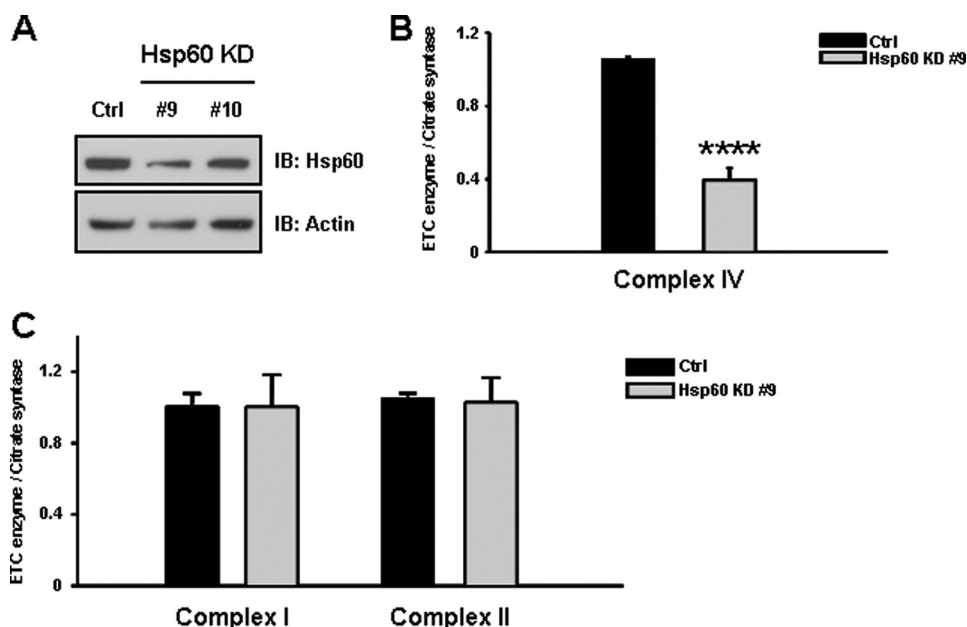 A
Hsp60 KD
Ctrl #9 #10
IB: Hsp60
IB: Actin
B
ETC enzyme / Citrate syntase
1.2
0.8
0.4
0
****
Complex IV
Ctrl
Hsp60 KD #9
C
ETC enzyme / Citrate syntase
1.2
0.8
0.4
0
Complex I Complex II
Ctrl
Hsp60 KD #9